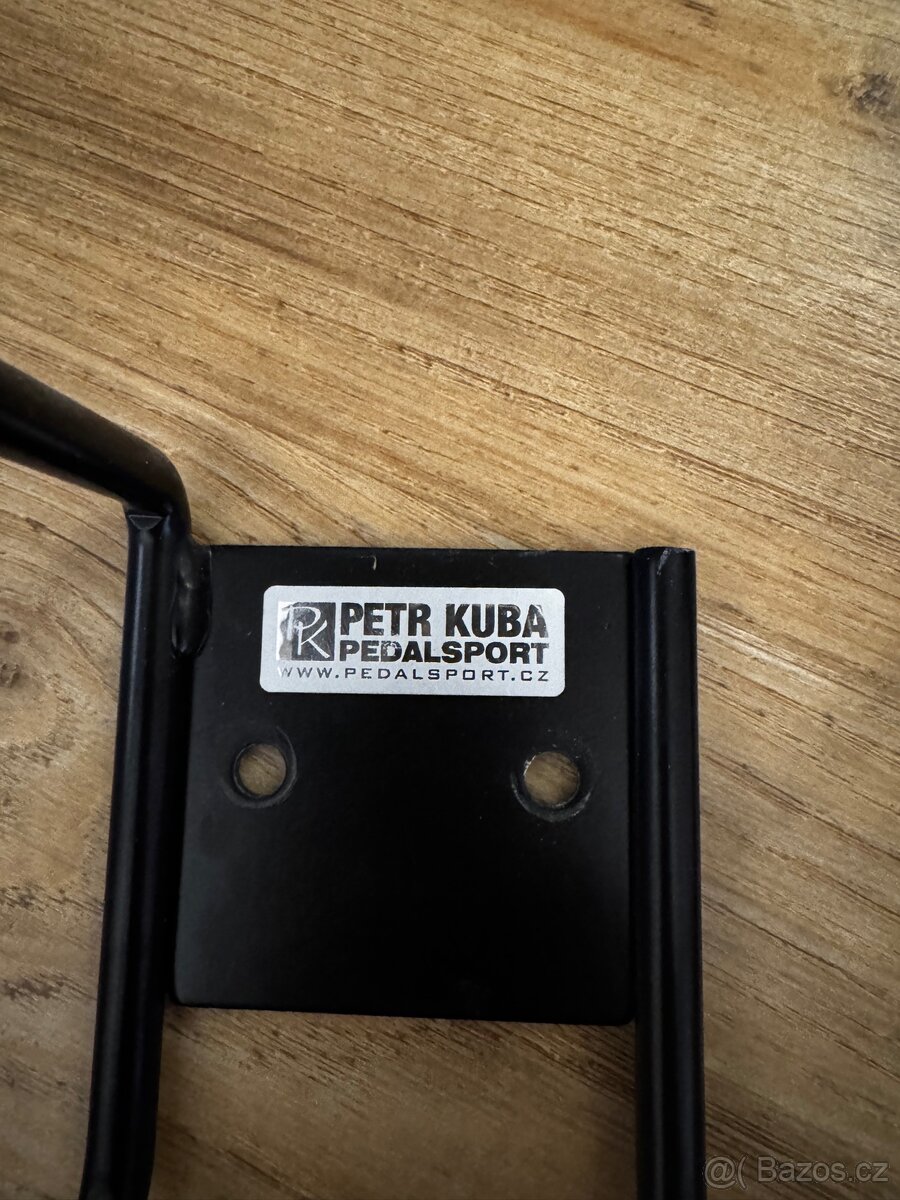 PK PETR KUBA
PEDALSPORT
WWW.PEDALSPORT.CZ
@( Bazos.cz